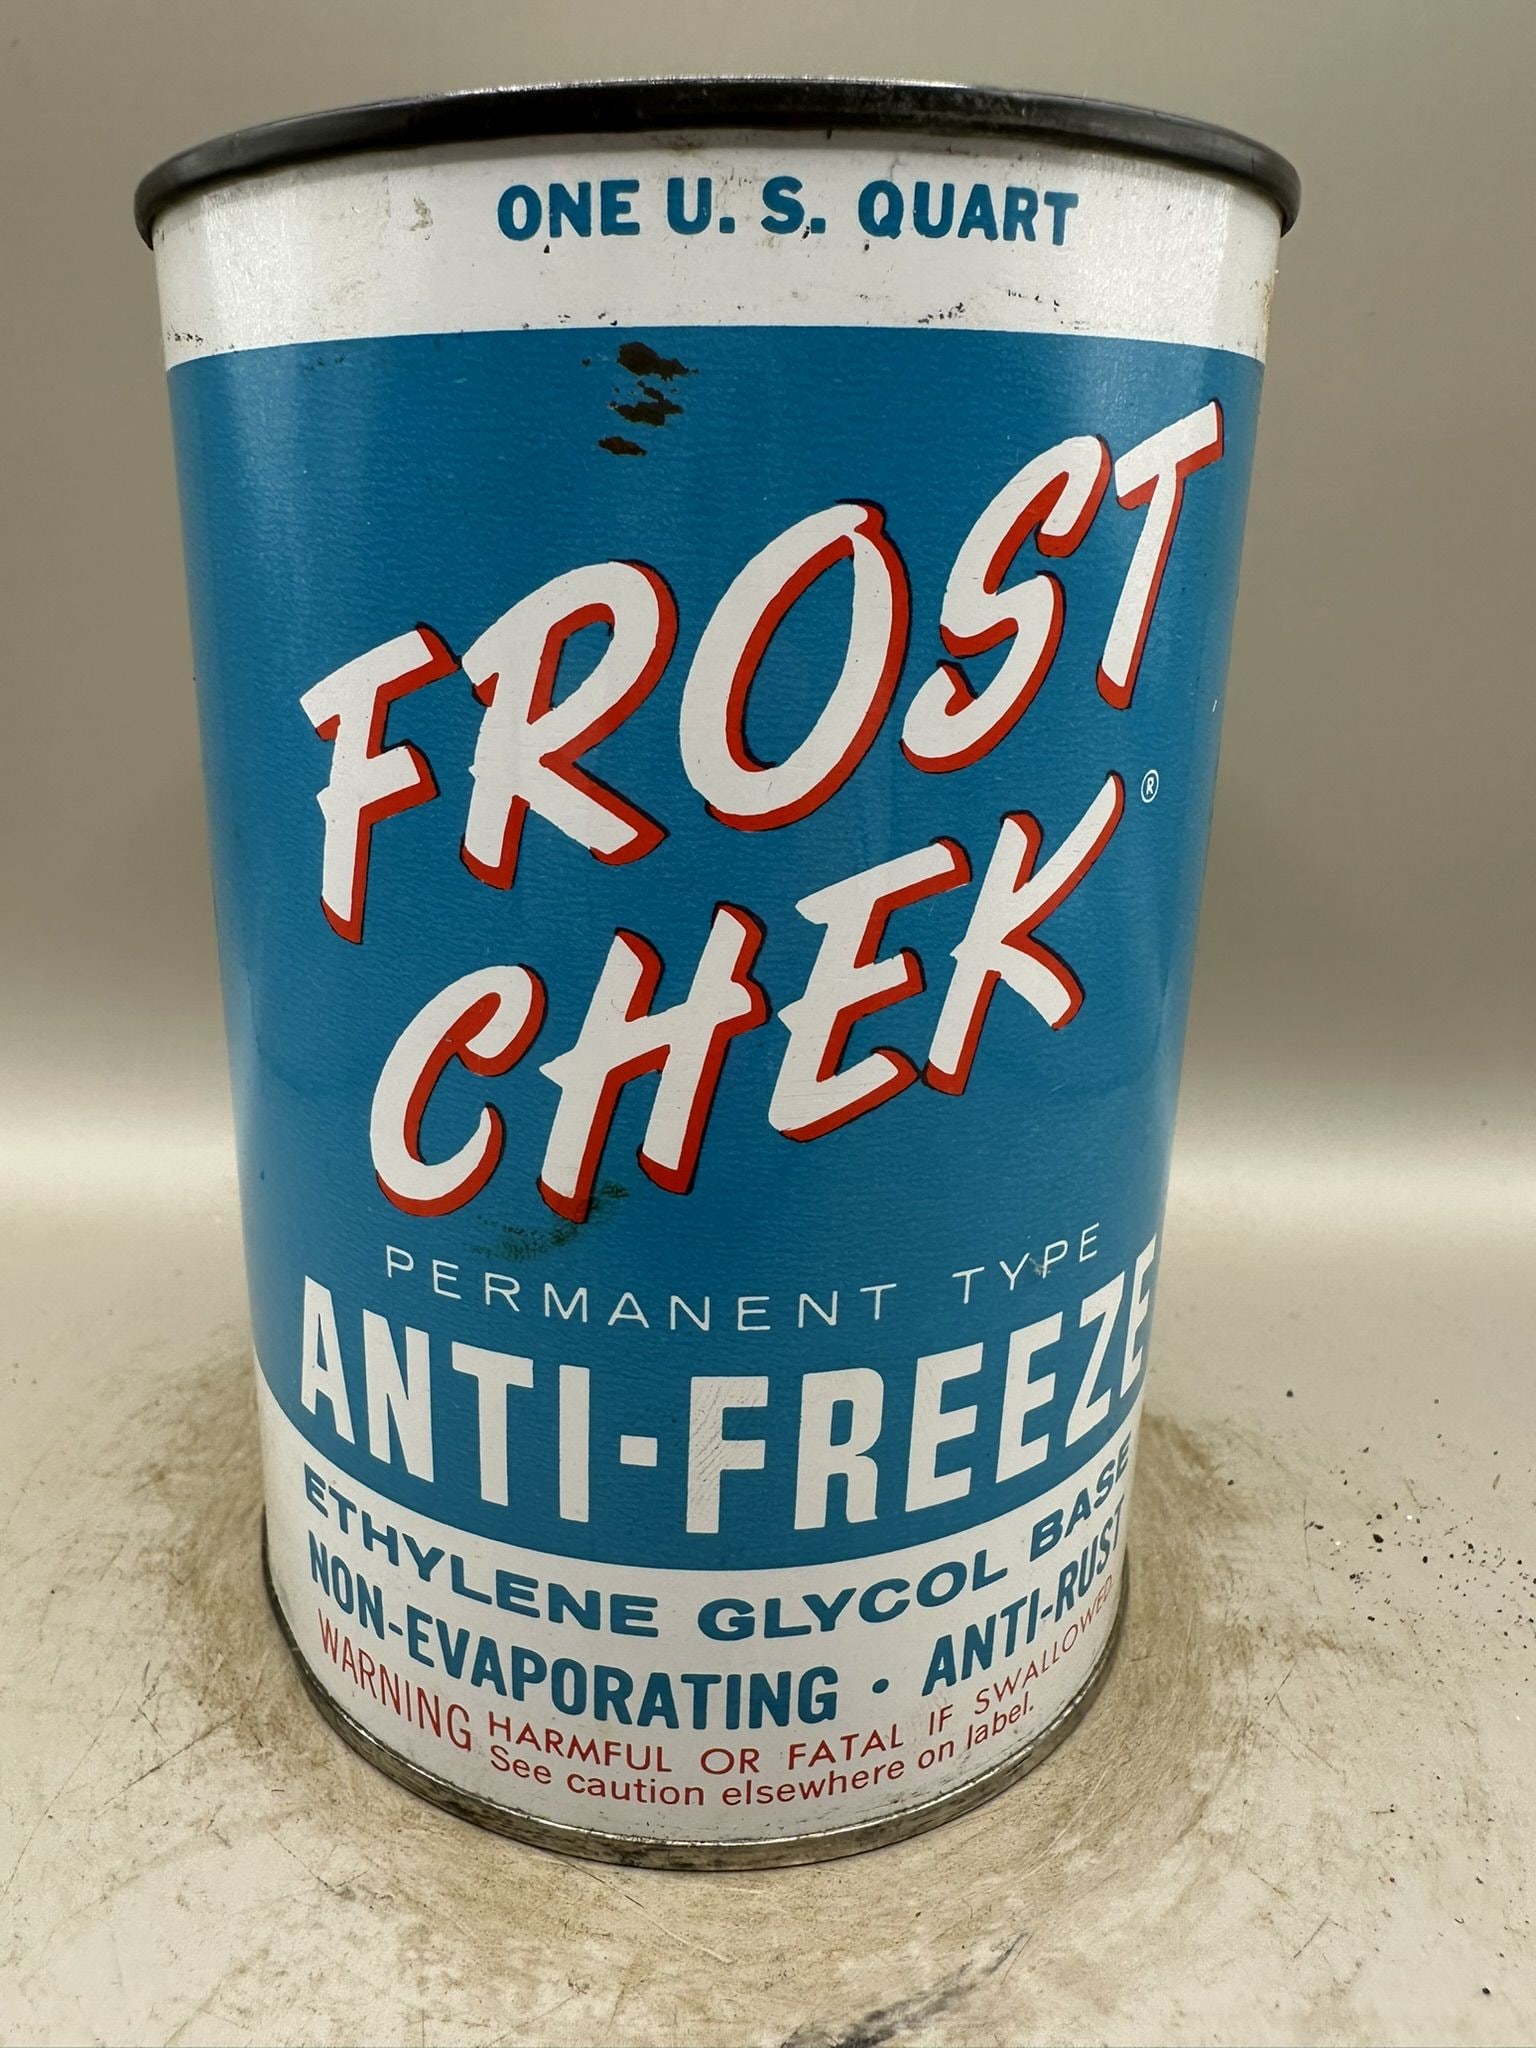 ONE U. S. QUART
FROST
CHEK®
PERMANENT TYPE
ANTI-FREEZE
ETHYLENE GLYCOL BASE
NON-EVAPORATING · ANTI-RUST
WARNING HARMFUL OR FATAL IF SWALLOWED.
See caution elsewhere on label.